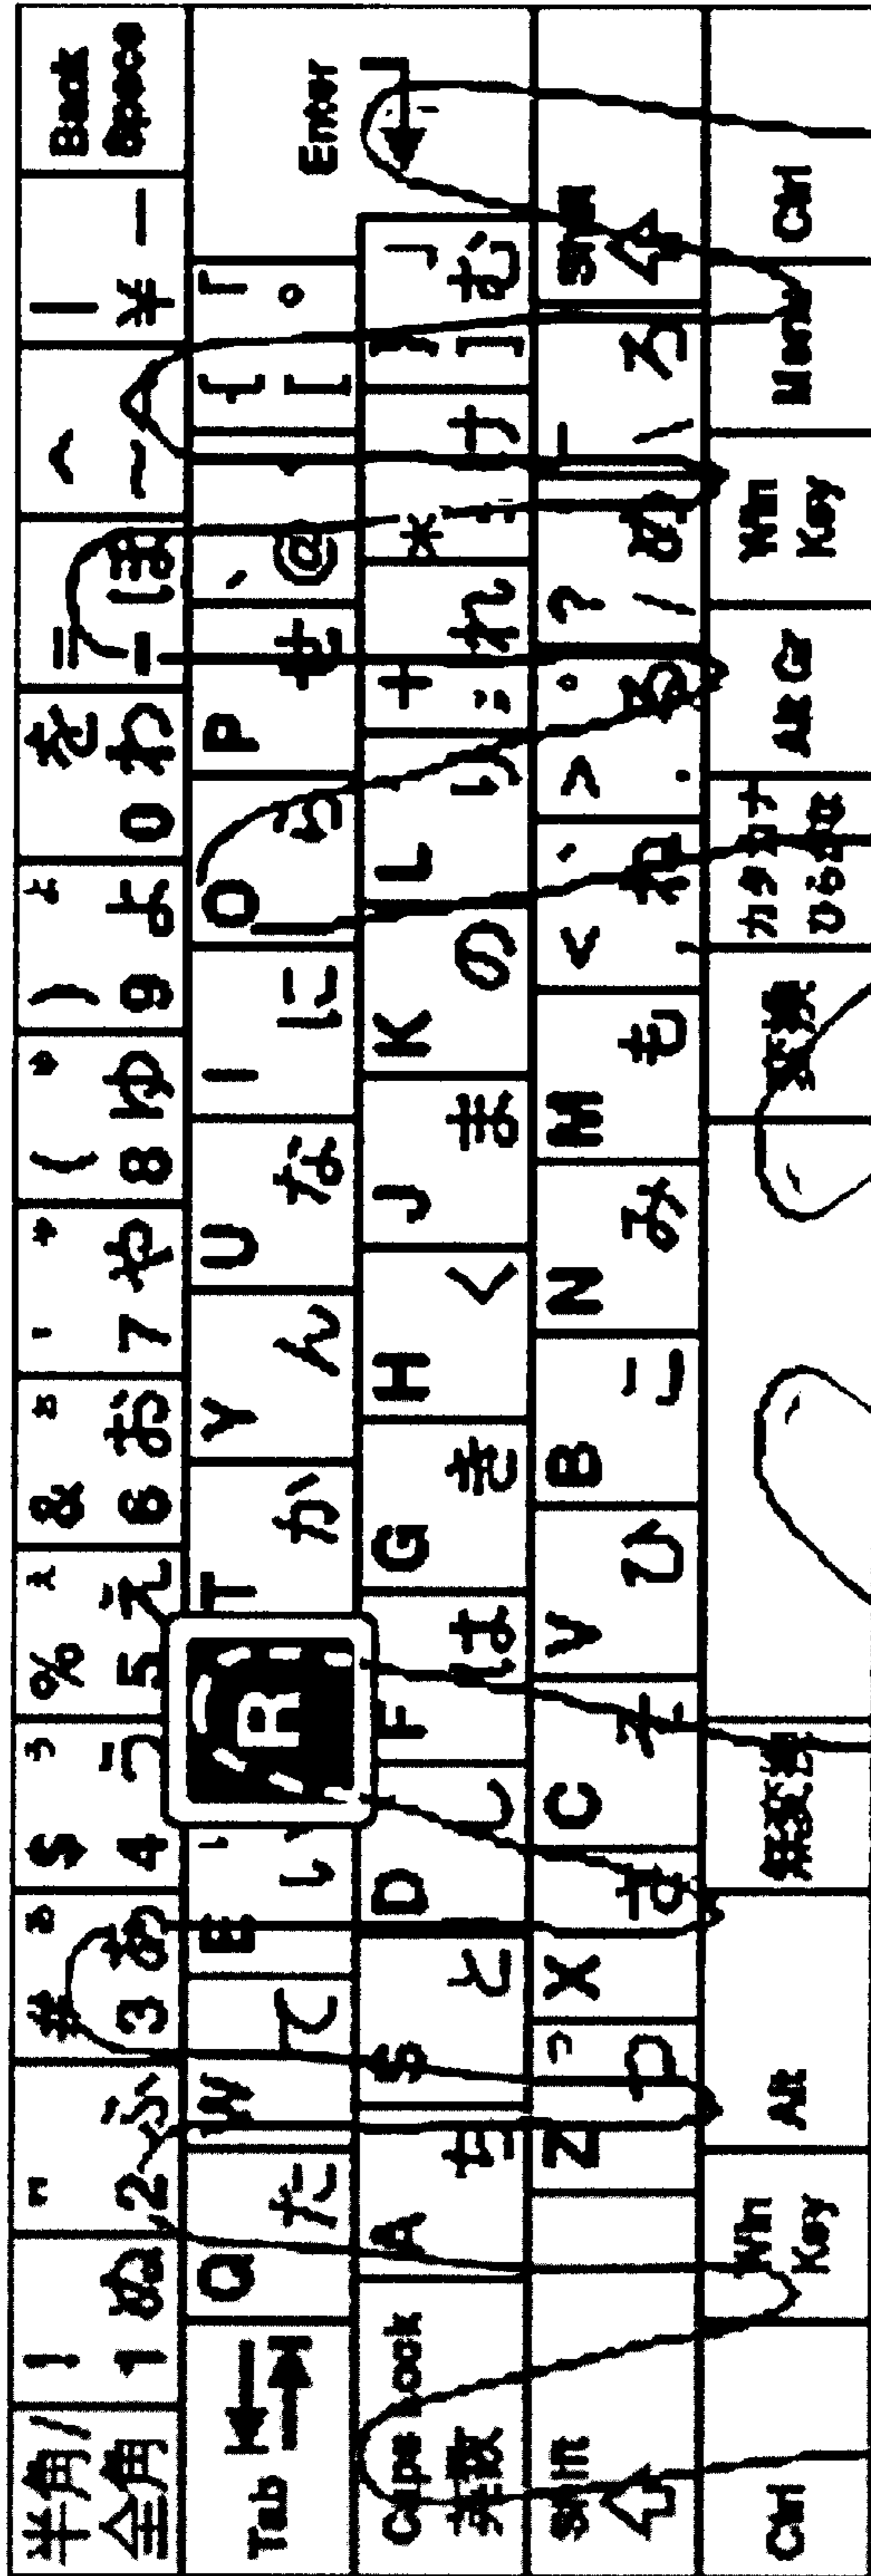 半角/全角 ! 1 ぬ " 2 ふ # ぁ 3 あ $ ぅ 4 う % ぇ 5 え & ぉ 6 お ' ゃ 7 や ( ゅ 8 ゆ ) ょ 9 よ を 0 わ = - ほ ^ ~ | ¥ ー Back Space
Tab Q た W て E ぃ い R T か Y ん U な I に O ら P せ ` @ ゛ { 「 [ ゜ Enter
Caps Lock 英数 A ち S と D し F は G き H く J ま K の L り + ; れ * : け } 」 ] む
Shift Z っ つ X さ C そ V ひ B こ N み M も < 、 , ね > 。 . る ? / め _ \ ろ Shift
Ctrl Win Key Alt 無変換 変換 カタカナ ひらがな Alt Gr Win Key Menu Ctrl